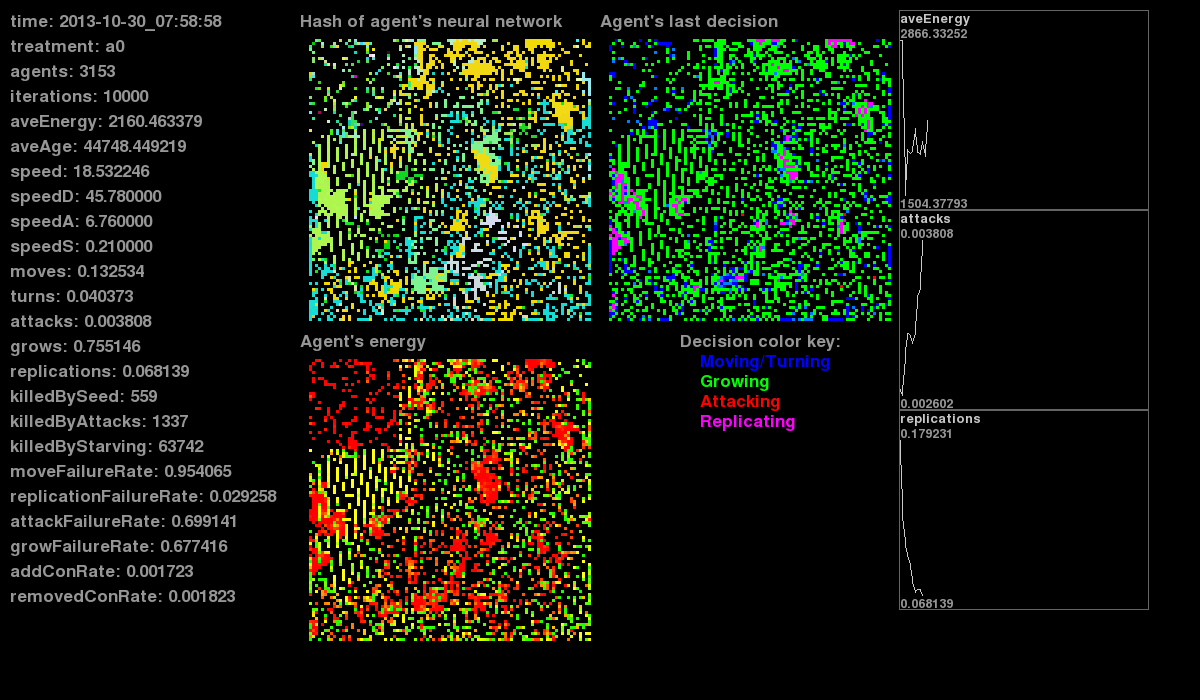 time: 2013-10-30_07:58:58
treatment: a0
agents: 3153
iterations: 10000
aveEnergy: 2160.463379
aveAge: 44748.449219
speed: 18.532246
speedD: 45.780000
speedA: 6.760000
speedS: 0.210000
moves: 0.132534
turns: 0.040373
attacks: 0.003808
grows: 0.755146
replications: 0.068139
killedBySeed: 559
killedByAttacks: 1337
killedByStarving: 63742
moveFailureRate: 0.954065
replicationFailureRate: 0.029258
attackFailureRate: 0.699141
growFailureRate: 0.677416
addConRate: 0.001723
removedConRate: 0.001823
Hash of agent's neural network
Agent's last decision
Agent's energy
Decision color key:
Moving/Turning
Growing
Attacking
Replicating
aveEnergy
2866.33252
1504.37793
attacks
0.003808
0.002602
replications
0.179231
0.068139